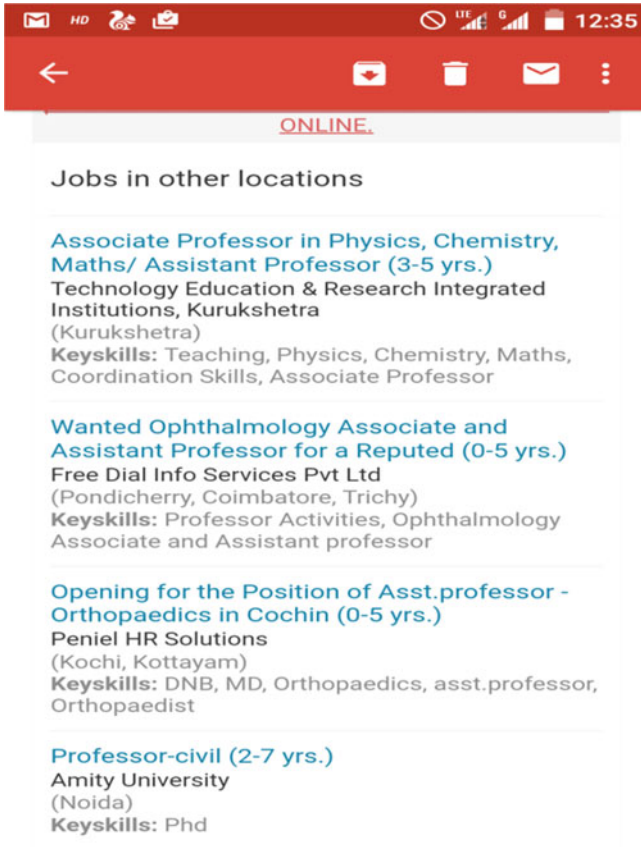 HD LTE G 12:35
ONLINE.
Jobs in other locations
Associate Professor in Physics, Chemistry,
Maths/ Assistant Professor (3-5 yrs.)
Technology Education & Research Integrated
Institutions, Kurukshetra
(Kurukshetra)
Keyskills: Teaching, Physics, Chemistry, Maths,
Coordination Skills, Associate Professor
Wanted Ophthalmology Associate and
Assistant Professor for a Reputed (0-5 yrs.)
Free Dial Info Services Pvt Ltd
(Pondicherry, Coimbatore, Trichy)
Keyskills: Professor Activities, Ophthalmology
Associate and Assistant professor
Opening for the Position of Asst.professor -
Orthopaedics in Cochin (0-5 yrs.)
Peniel HR Solutions
(Kochi, Kottayam)
Keyskills: DNB, MD, Orthopaedics, asst.professor,
Orthopaedist
Professor-civil (2-7 yrs.)
Amity University
(Noida)
Keyskills: Phd